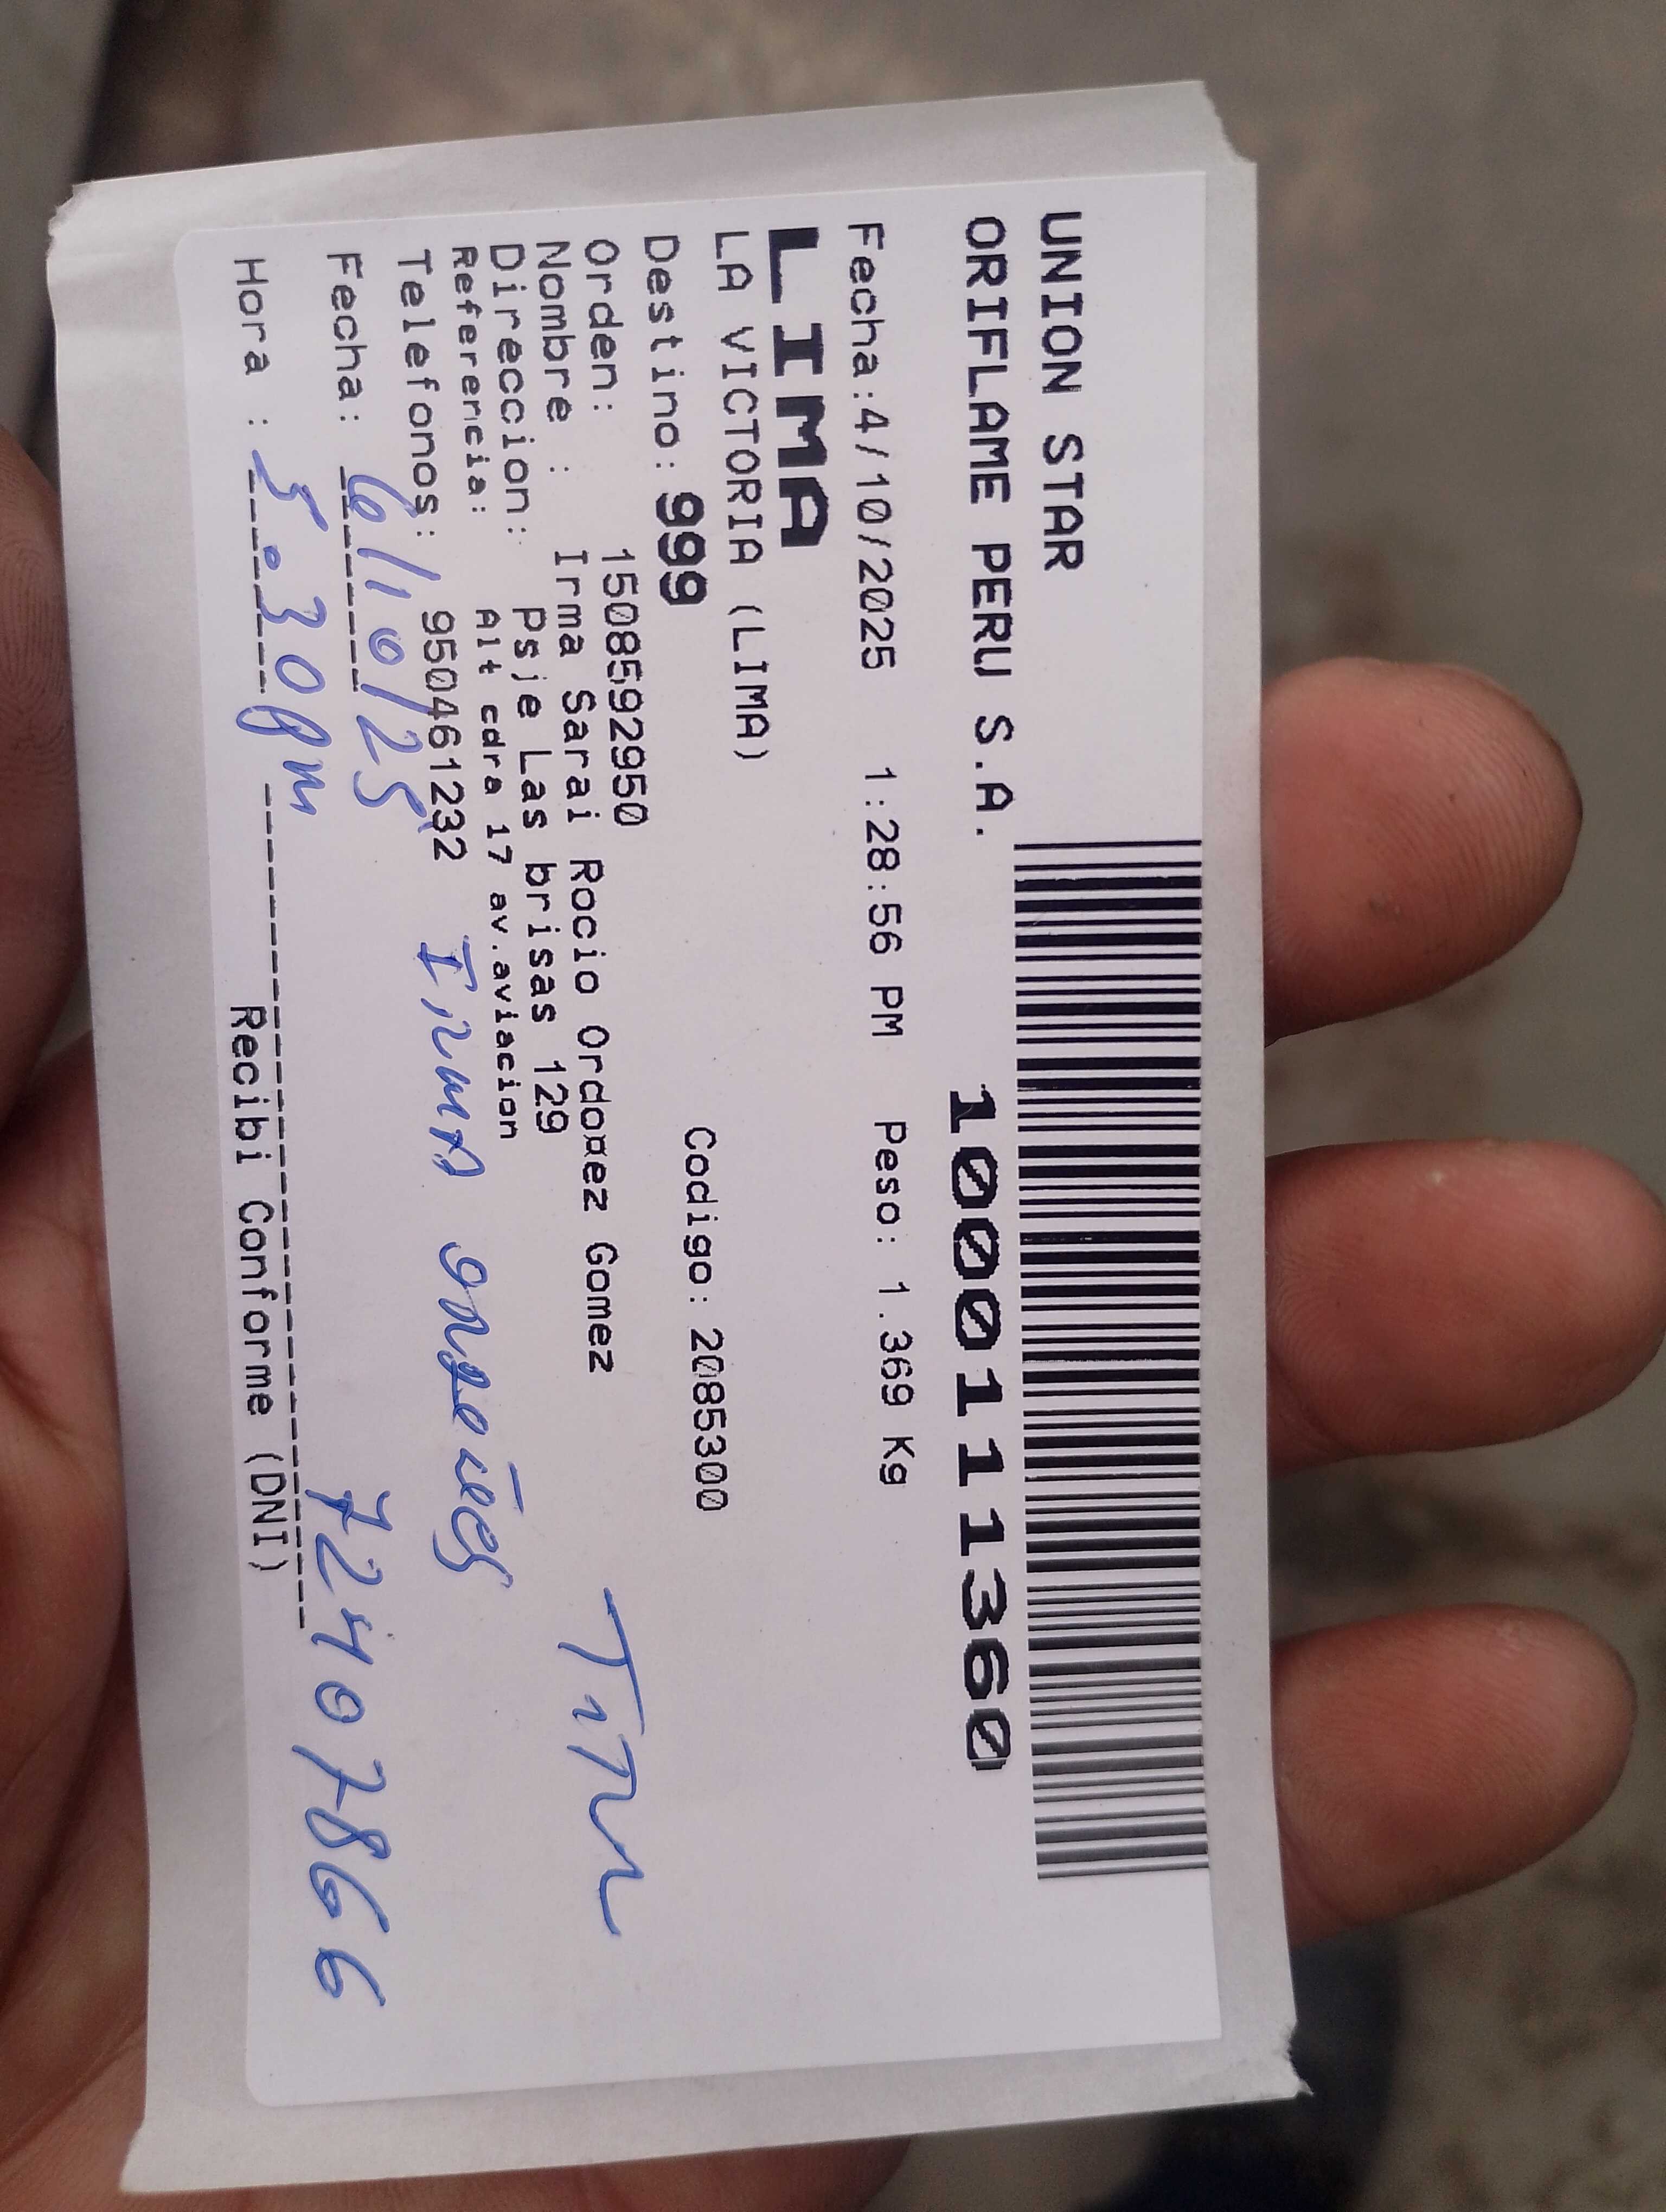 UNION STAR
ORIFLAME PERU S.A.
1000111360
Fecha:4/10/2025 1:28:56 PM Peso: 1.369 Kg
LIMA
LA VICTORIA (LIMA)
Destino: 999 Codigo: 2085300
Orden: 1508592950
Nombre : Irma Sarai Rocio Ordoñez Gomez
Direccion: Psje Las brisas 129
Referencia: Alt cdra 17 av.aviacion
Telefonos: 950461232
Irma
Fecha: 6/10/25
72407866
Hora : 5:30pm
Recibi Conforme (DNI)